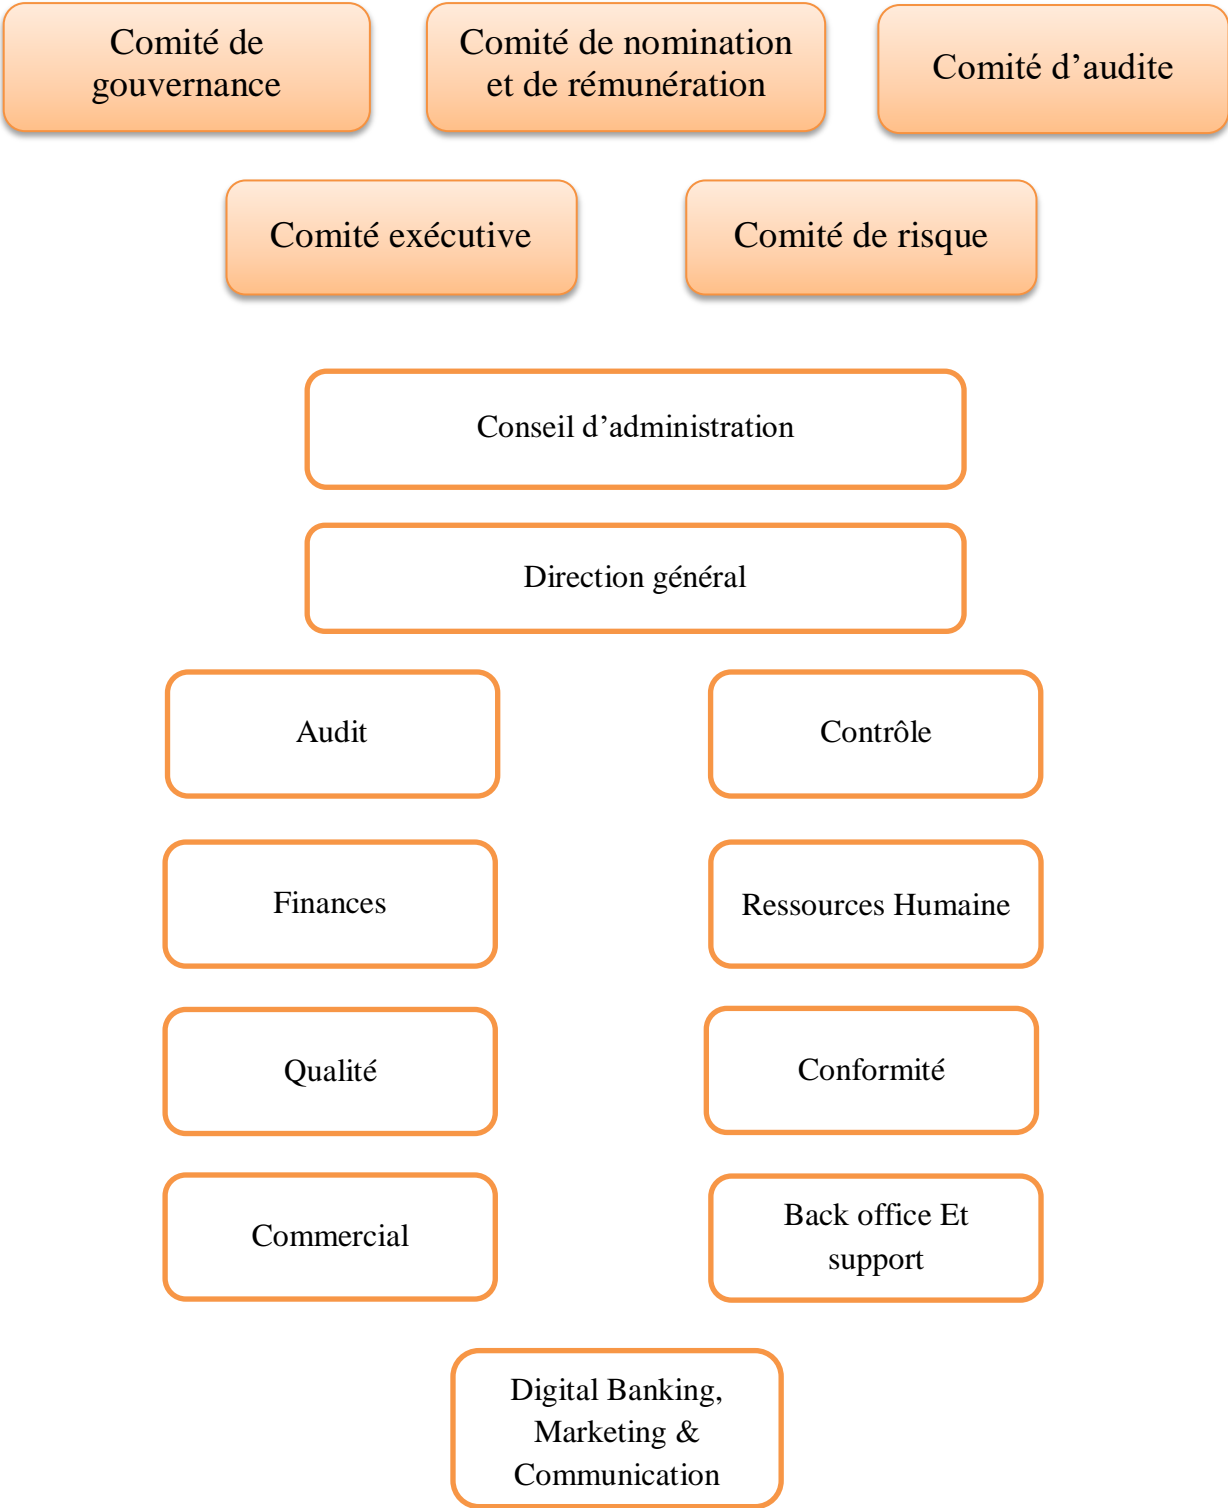 Comité de
gouvernance
Comité de nomination
et de rémunération
Comité d’audite
Comité exécutive
Comité de risque
Conseil d’administration
Direction général
Audit
Contrôle
Finances
Ressources Humaine
Qualité
Conformité
Commercial
Back office Et
support
Digital Banking,
Marketing &
Communication